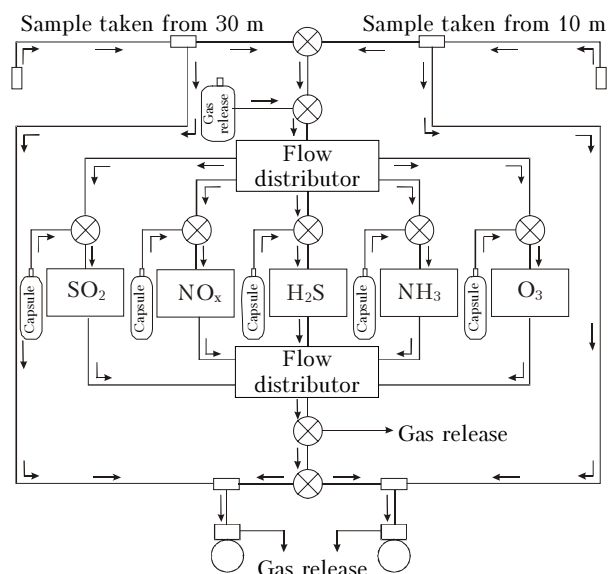 Sample taken from 30 m
Sample taken from 10 m
Gas
release
Flow
distributor
Capsule
SO₂
Capsule
NOₓ
Capsule
H₂S
Capsule
NH₃
Capsule
O₃
Flow
distributor
Gas release
Gas release